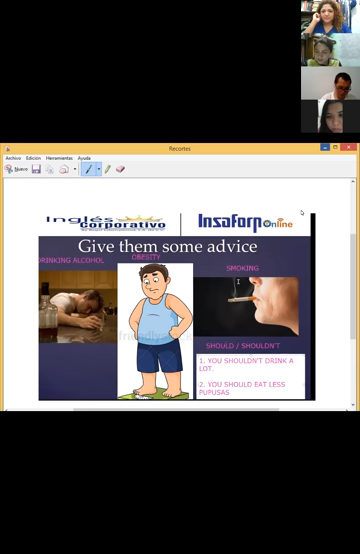 Recortes
Archivo Edición Herramientas Ayuda
Nuevo
Inglés
Corporativo
Insaforp Online
Give them some advice
DRINKING ALCOHOL
OBESITY
SMOKING
SHOULD / SHOULDN'T
1. YOU SHOULDN'T DRINK A
LOT.
2. YOU SHOULD EAT LESS
PUPUSAS